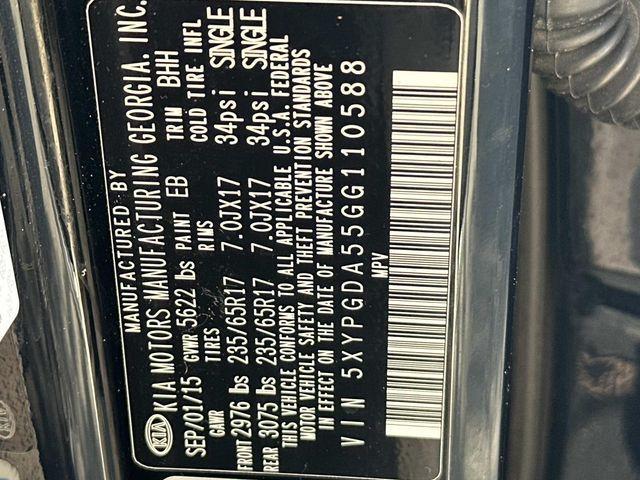 MANUFACTURED BY
KIA KIA MOTORS MANUFACTURING GEORGIA, INC.
SEP/01/15 GVWR 5622 lbs PAINT EB TRIM BHH
GAWR TIRES RIMS COLD TIRE INFL
FRONT 2976 lbs 235/65R17 7.0JX17 34psi SINGLE
REAR 3075 lbs 235/65R17 7.0JX17 34psi SINGLE
THIS VEHICLE CONFORMS TO ALL APPLICABLE U.S.A. FEDERAL
MOTOR VEHICLE SAFETY AND THEFT PREVENTION STANDARDS
IN EFFECT ON THE DATE OF MANUFACTURE SHOWN ABOVE
VIN 5XYPGDA55GG110588
MPV